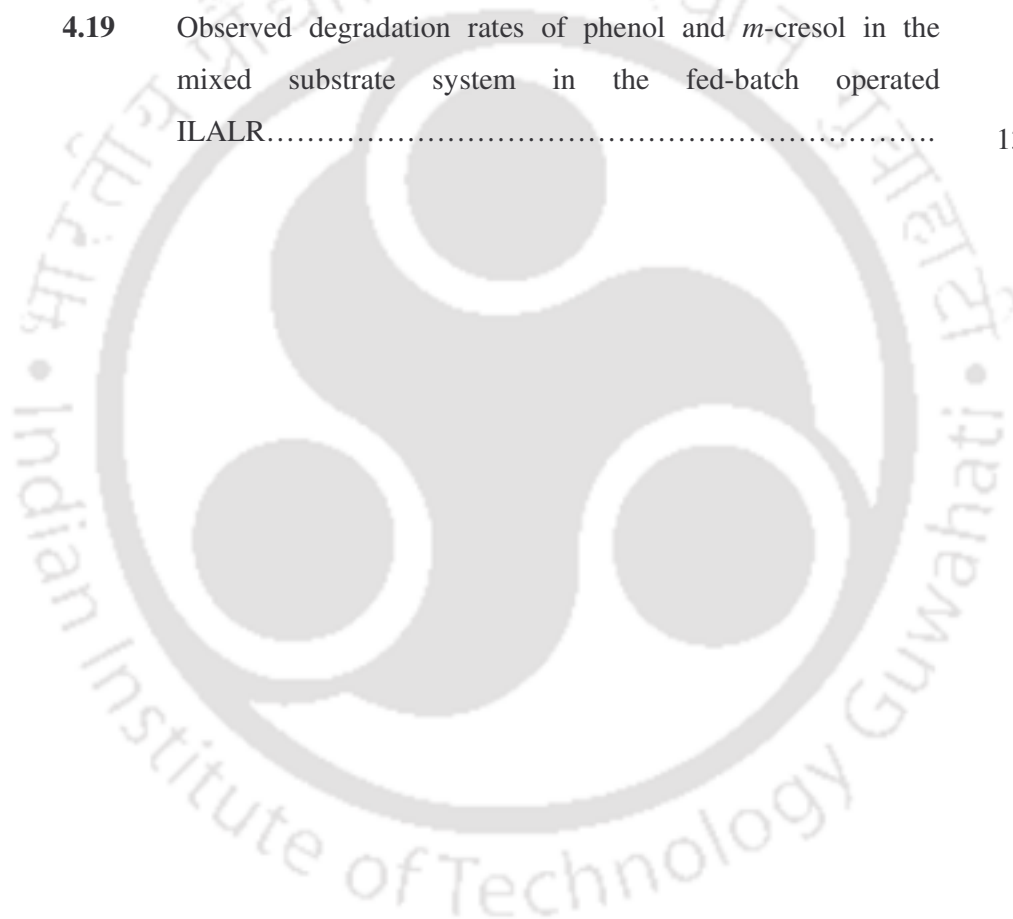 4.19 Observed degradation rates of phenol and m-cresol in the
mixed substrate system in the fed-batch operated
ILALR……………………………………………………………
Indian Institute of Technology Guwahati